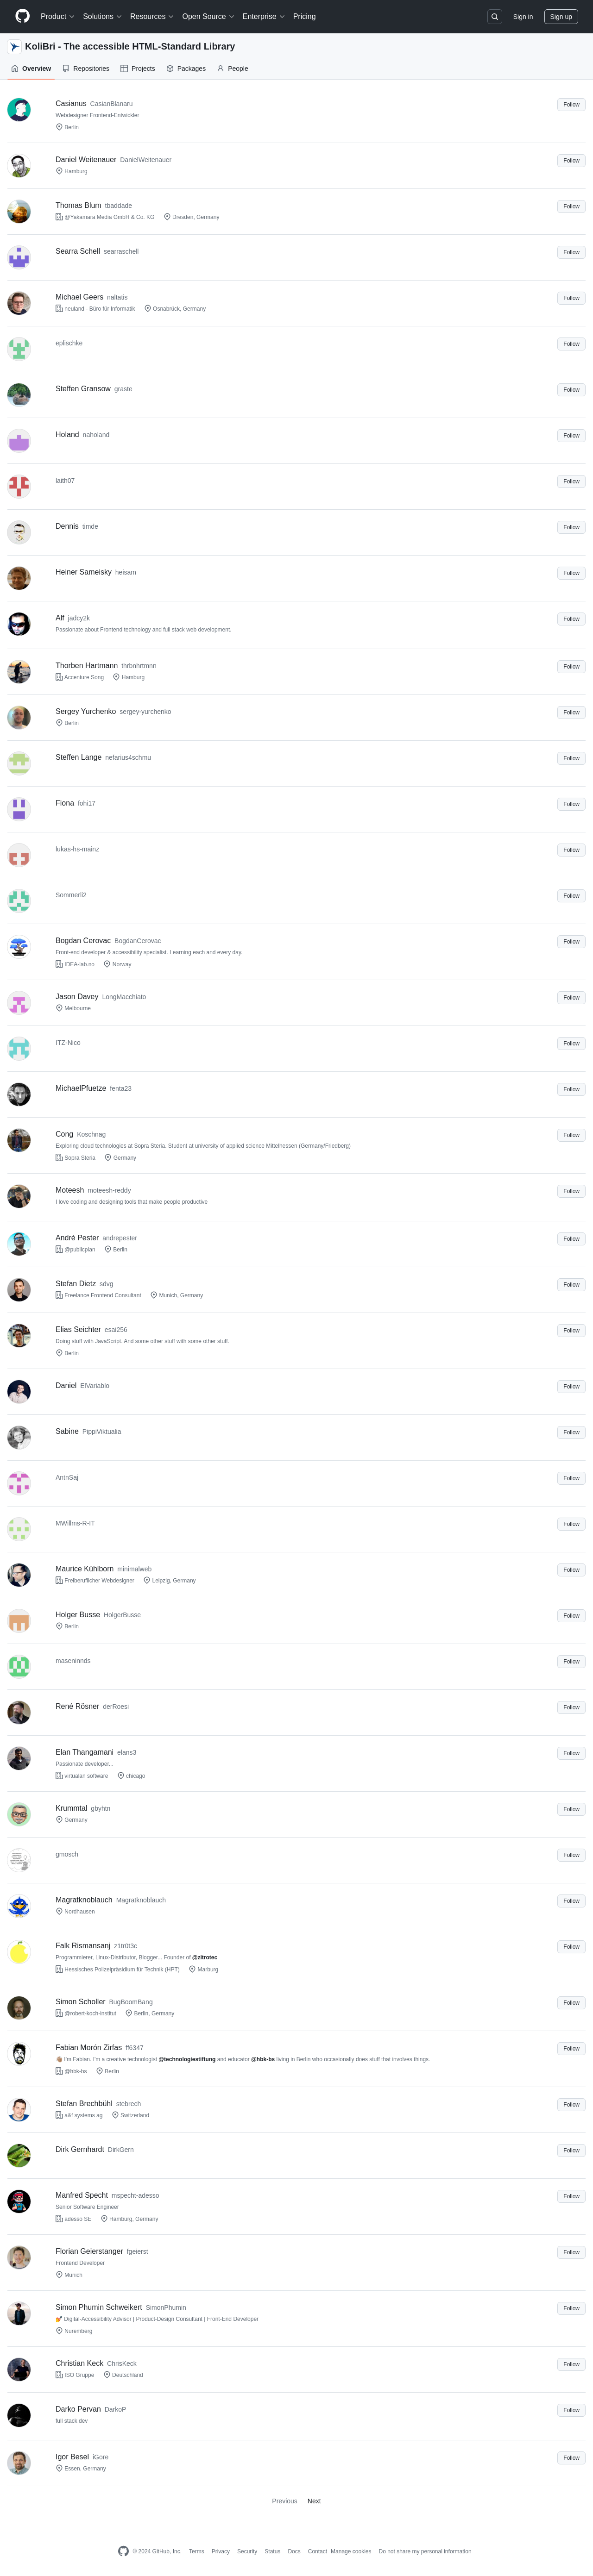 Product Solutions Resources Open Source Enterprise Pricing Sign in Sign up
KoliBri - The accessible HTML-Standard Library
Overview Repositories Projects Packages People
Casianus CasianBlanaru Follow
Webdesigner Frontend-Entwickler
Berlin
Daniel Weitenauer DanielWeitenauer Follow
Hamburg
Thomas Blum tbaddade Follow
@Yakamara Media GmbH & Co. KG Dresden, Germany
Searra Schell searraschell Follow
Michael Geers naltatis Follow
neuland - Büro für Informatik Osnabrück, Germany
eplischke Follow
Steffen Gransow graste Follow
Holand naholand Follow
laith07 Follow
Dennis timde Follow
Heiner Sameisky heisam Follow
Alf jadcy2k Follow
Passionate about Frontend technology and full stack web development.
Thorben Hartmann thrbnhrtmnn Follow
Accenture Song Hamburg
Sergey Yurchenko sergey-yurchenko Follow
Berlin
Steffen Lange nefarius4schmu Follow
Fiona fohi17 Follow
lukas-hs-mainz Follow
Sommerli2 Follow
Bogdan Cerovac BogdanCerovac Follow
Front-end developer & accessibility specialist. Learning each and every day.
IDEA-lab.no Norway
Jason Davey LongMacchiato Follow
Melbourne
ITZ-Nico Follow
MichaelPfuetze fenta23 Follow
Cong Koschnag Follow
Exploring cloud technologies at Sopra Steria. Student at university of applied science Mittelhessen (Germany/Friedberg)
Sopra Steria Germany
Moteesh moteesh-reddy Follow
I love coding and designing tools that make people productive
André Pester andrepester Follow
@publicplan Berlin
Stefan Dietz sdvg Follow
Freelance Frontend Consultant Munich, Germany
Elias Seichter esai256 Follow
Doing stuff with JavaScript. And some other stuff with some other stuff.
Berlin
Daniel ElVariablo Follow
Sabine PippiViktualia Follow
AntnSaj Follow
MWillms-R-IT Follow
Maurice Kühlborn minimalweb Follow
Freiberuflicher Webdesigner Leipzig, Germany
Holger Busse HolgerBusse Follow
Berlin
maseninnds Follow
René Rösner derRoesi Follow
Elan Thangamani elans3 Follow
Passionate developer...
virtualan software chicago
Krummtal gbyhtn Follow
Germany
gmosch Follow
Magratknoblauch Magratknoblauch Follow
Nordhausen
Falk Rismansanj z1tr0t3c Follow
Programmierer, Linux-Distributor, Blogger... Founder of @zitrotec
Hessisches Polizeipräsidium für Technik (HPT) Marburg
Simon Scholler BugBoomBang Follow
@robert-koch-institut Berlin, Germany
Fabian Morón Zirfas ff6347 Follow
👋🏽 I'm Fabian, I'm a creative technologist @technologiestiftung and educator @hbk-bs living in Berlin who occasionally does stuff that involves things.
@hbk-bs Berlin
Stefan Brechbühl stebrech Follow
a&f systems ag Switzerland
Dirk Gernhardt DirkGern Follow
Manfred Specht mspecht-adesso Follow
Senior Software Engineer
adesso SE Hamburg, Germany
Florian Geierstanger fgeierst Follow
Frontend Developer
Munich
Simon Phumin Schweikert SimonPhumin Follow
💅 Digital-Accessibility Advisor | Product-Design Consultant | Front-End Developer
Nuremberg
Christian Keck ChrisKeck Follow
ISO Gruppe Deutschland
Darko Pervan DarkoP Follow
full stack dev
Igor Besel iGore Follow
Essen, Germany
Previous Next
© 2024 GitHub, Inc. Terms Privacy Security Status Docs Contact Manage cookies Do not share my personal information